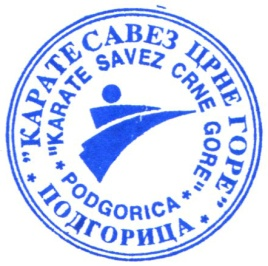 "КАРАТЕ САВЕЗ ЦРНЕ ГОРЕ"
* ПОДГОРИЦА *
"KARATE SAVEZ CRNE GORE"
* PODGORICA *